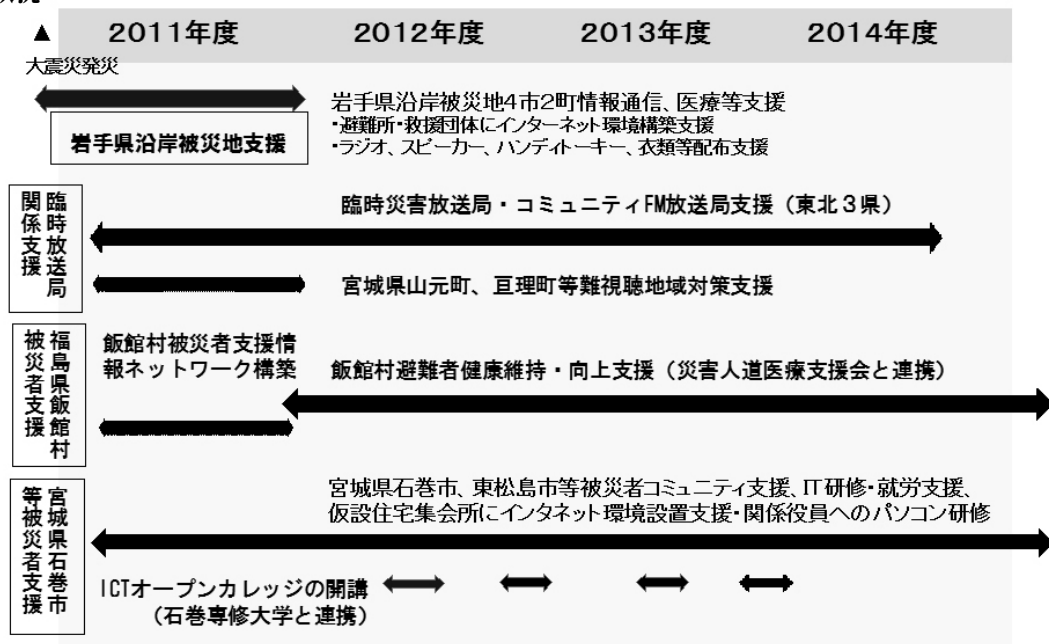 ▲ 2011年度 2012年度 2013年度 2014年度
大震災発災
岩手県沿岸被災地支援
岩手県沿岸被災地4市2町情報通信、医療等支援
・避難所・救援団体にインターネット環境構築支援
・ラジオ、スピーカー、ハンディトーキー、衣類等配布支援
臨時放送局
関係支援
臨時災害放送局・コミュニティFM放送局支援（東北３県）
宮城県山元町、亘理町等難視聴地域対策支援
福島県飯館村
被災者支援
飯館村被災者支援情
報ネットワーク構築
飯館村避難者健康維持・向上支援（災害人道医療支援会と連携）
宮城県石巻市
等被災者支援
宮城県石巻市、東松島市等被災者コミュニティ支援、IT研修・就労支援、
仮設住宅集会所にインタネット環境設置支援・関係役員へのパソコン研修
ICTオープンカレッジの開講
（石巻専修大学と連携）